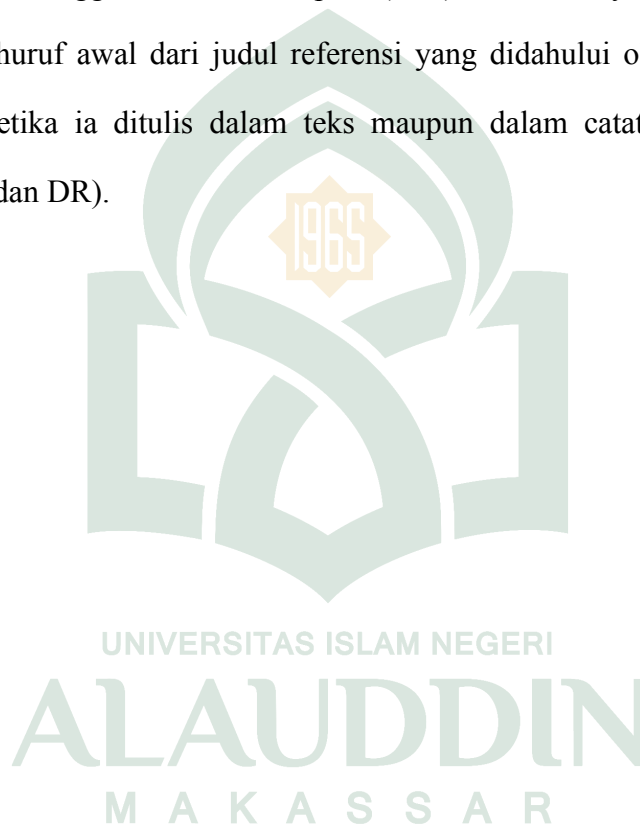 huruf awal dari judul referensi yang didahului o
etika ia ditulis dalam teks maupun dalam catat
dan DR).
1965
UNIVERSITAS ISLAM NEGERI
ALAUDDIN
MAKASSAR